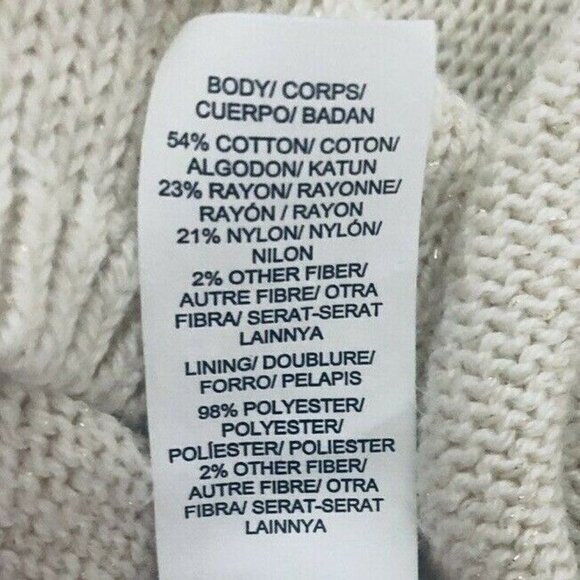 BODY/ CORPS/
CUERPO/ BADAN
54% COTTON/ COTON/
ALGODON/ KATUN
23% RAYON/ RAYONNE/
RAYÓN / RAYON
21% NYLON/ NYLÓN/
NILON
2% OTHER FIBER/
AUTRE FIBRE/ OTRA
FIBRA/ SERAT-SERAT
LAINNYA
LINING/ DOUBLURE/
FORRO/ PELAPIS
98% POLYESTER/
POLYESTER/
POLÍESTER/ POLIESTER
2% OTHER FIBER/
AUTRE FIBRE/ OTRA
FIBRA/ SERAT-SERAT
LAINNYA